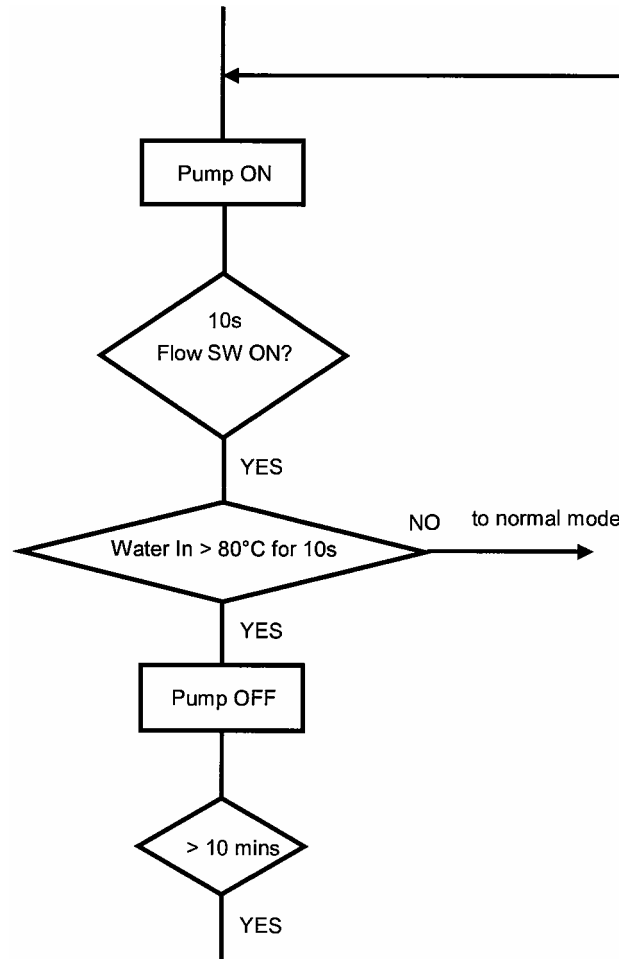 Pump ON
10s
Flow SW ON?
YES
Water In > 80°C for 10s
NO
to normal mode
YES
Pump OFF
> 10 mins
YES